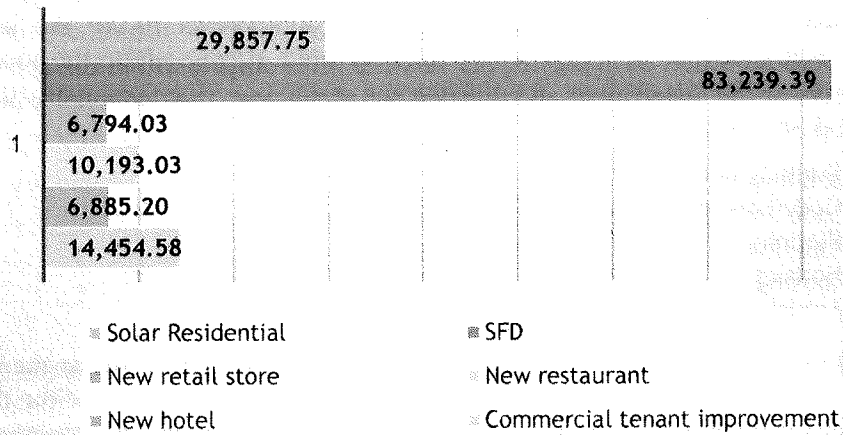 29,857.75
83,239.39
6,794.03
1
10,193.03
6,885.20
14,454.58
Solar Residential SFD
New retail store New restaurant
New hotel Commercial tenant improvement